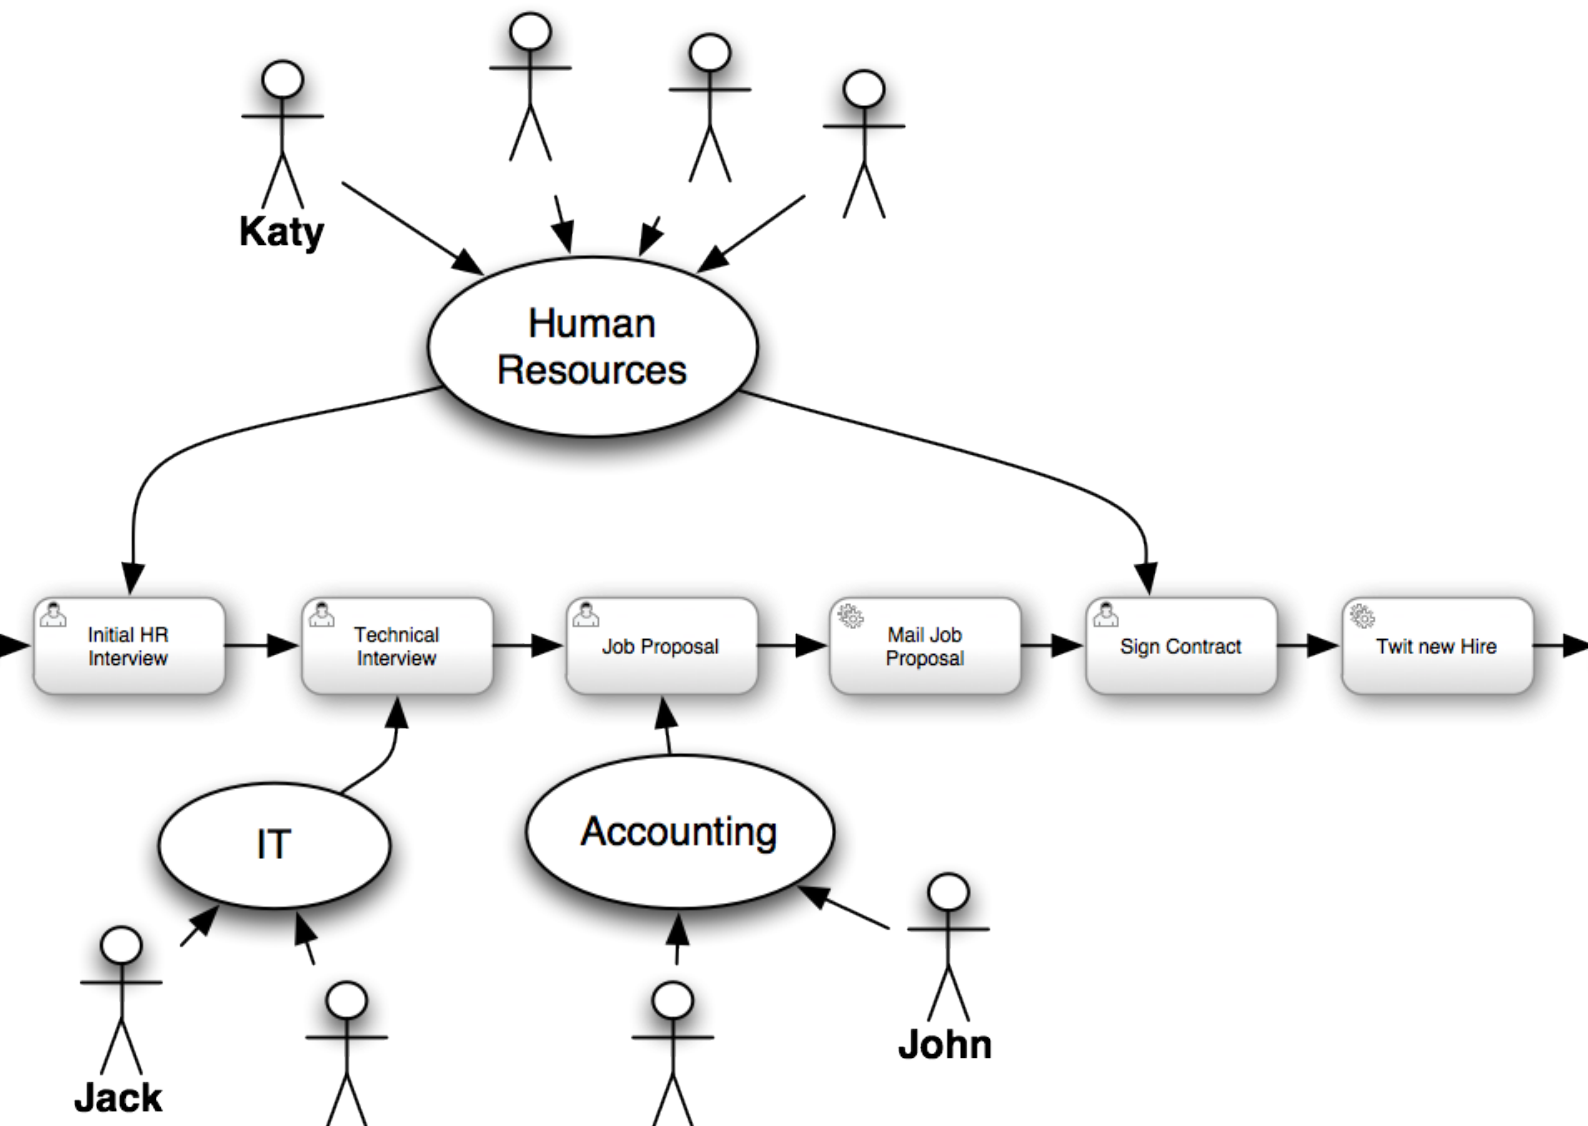 Katy
Human
Resources
Initial HR
Interview
Technical
Interview
Job Proposal
Mail Job
Proposal
Sign Contract
Twit new Hire
IT
Accounting
Jack
John